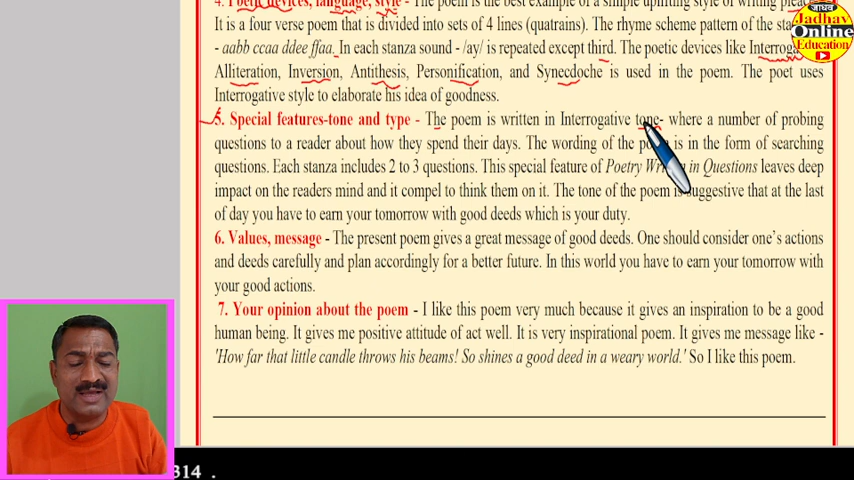 4. Poetic devices, language, style - The poem is the best example of a simple uplifting style of writing
It is a four verse poem that is divided into sets of 4 lines (quatrains). The rhyme scheme pattern of the
- aabb ccaa ddee ffaa. In each stanza sound - /ay/ is repeated except third. The poetic devices like
Alliteration, Inversion, Antithesis, Personification, and Synecdoche is used in the poem. The poet uses
Interrogative style to elaborate his idea of goodness.
5. Special features-tone and type - The poem is written in Interrogative tone- where a number of probing
questions to a reader about how they spend their days. The wording of the is in the form of searching
questions. Each stanza includes 2 to 3 questions. This special feature of Poetry in Questions leaves deep
impact on the readers mind and it compel to think them on it. The tone of the poem is suggestive that at the last
of day you have to earn your tomorrow with good deeds which is your duty.
6. Values, message - The present poem gives a great message of good deeds. One should consider one's actions
and deeds carefully and plan accordingly for a better future. In this world you have to earn your tomorrow with
your good actions.
7. Your opinion about the poem - I like this poem very much because it gives an inspiration to be a good
human being. It gives me positive attitude of act well. It is very inspirational poem. It gives me message like -
'How far that little candle throws his beams! So shines a good deed in a weary world.' So I like this poem.
जाधव
Jadhav
Online
Education
314 .